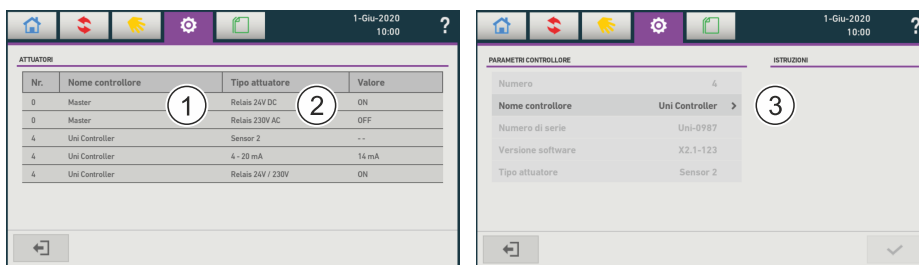 1-Giu-2020
10:00
?
ATTUATORI
Nr. Nome controllore Tipo attuatore Valore
0 Master Relais 24V DC ON
0 Master Relais 230V AC OFF
4 Uni Controller Sensor 2 - -
4 Uni Controller 4 - 20 mA 14 mA
4 Uni Controller Relais 24V / 230V ON
1
2
1-Giu-2020
10:00
?
PARAMETRI CONTROLLORE
ISTRUZIONI
Numero 4
Nome controllore Uni Controller >
Numero di serie Uni-0987
Versione software X2.1-123
Tipo attuatore Sensor 2
3